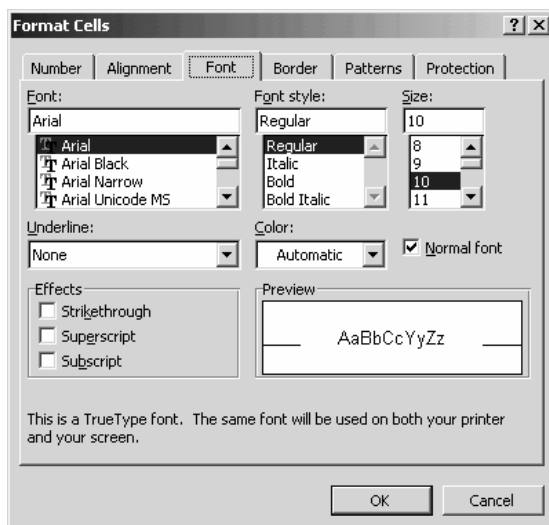 Format Cells
Number Alignment Font Border Patterns Protection
Font: Font style: Size:
Arial Regular 10
Arial Regular 8
Arial Black Italic 9
Arial Narrow Bold 10
Arial Unicode MS Bold Italic 11
Underline: Color:
None Automatic Normal font
Effects Preview
Strikethrough
Superscript AaBbCcYyZz
Subscript
This is a TrueType font. The same font will be used on both your printer
and your screen.
OK Cancel